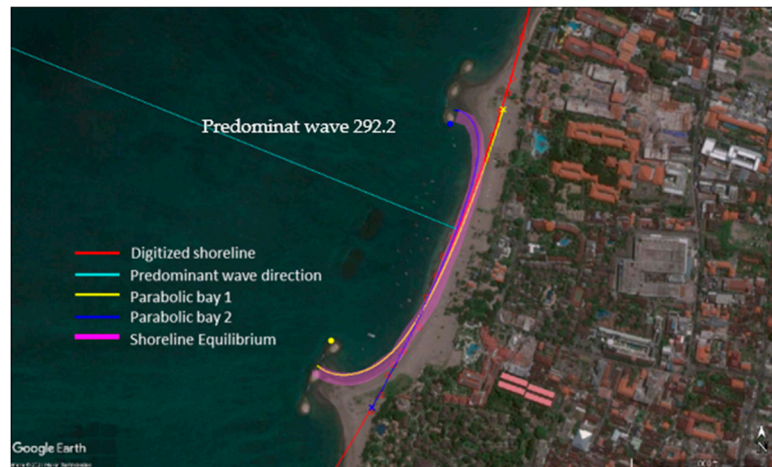 Predominat wave 292.2
Digitized shoreline
Predominant wave direction
Parabolic bay 1
Parabolic bay 2
Shoreline Equilibrium
Google Earth